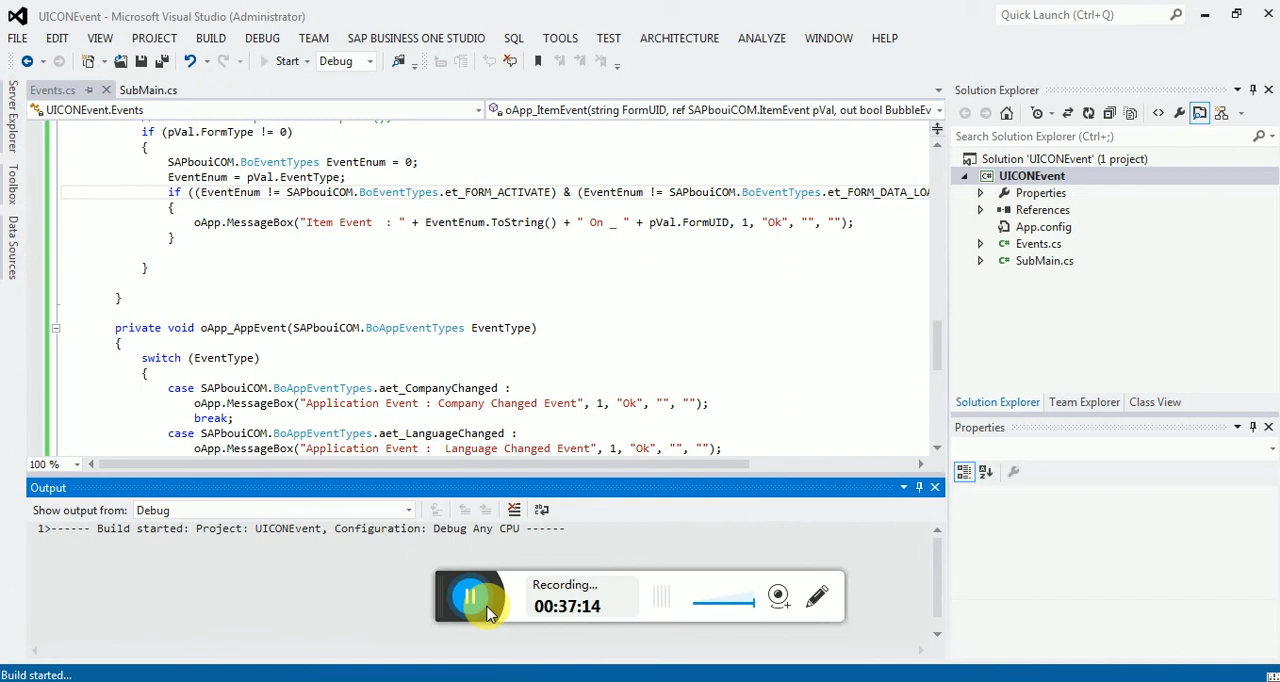 UICONEvent - Microsoft Visual Studio (Administrator)
Quick Launch (Ctrl+Q)
FILE EDIT VIEW PROJECT BUILD DEBUG TEAM SAP BUSINESS ONE STUDIO SQL TOOLS TEST ARCHITECTURE ANALYZE WINDOW HELP
Start Debug
Events.cs SubMain.cs
UICONEvent.Events
oApp_ItemEvent(string FormUID, ref SAPbouiCOM.ItemEvent pVal, out bool BubbleEv
Server Explorer
Toolbox
Data Sources
if (pVal.FormType != 0)
{
SAPbouiCOM.BoEventTypes EventEnum = 0;
EventEnum = pVal.EventType;
if ((EventEnum != SAPbouiCOM.BoEventTypes.et_FORM_ACTIVATE) & (EventEnum != SAPbouiCOM.BoEventTypes.et_FORM_DATA_LOA
{
oApp.MessageBox("Item Event  : " + EventEnum.ToString() + " On _ " + pVal.FormUID, 1, "Ok", "", "");
}
}
}
private void oApp_AppEvent(SAPbouiCOM.BoAppEventTypes EventType)
{
switch (EventType)
{
case SAPbouiCOM.BoAppEventTypes.aet_CompanyChanged :
oApp.MessageBox("Application Event : Company Changed Event", 1, "Ok", "", "");
break;
case SAPbouiCOM.BoAppEventTypes.aet_LanguageChanged :
oApp.MessageBox("Application Event :  Language Changed Event", 1, "Ok", "", "");
100 %
Output
Show output from: Debug
1>------ Build started: Project: UICONEvent, Configuration: Debug Any CPU ------
Recording...
00:37:14
Build started...
Solution Explorer
Search Solution Explorer (Ctrl+;)
Solution 'UICONEvent' (1 project)
UICONEvent
Properties
References
App.config
Events.cs
SubMain.cs
Solution Explorer Team Explorer Class View
Properties